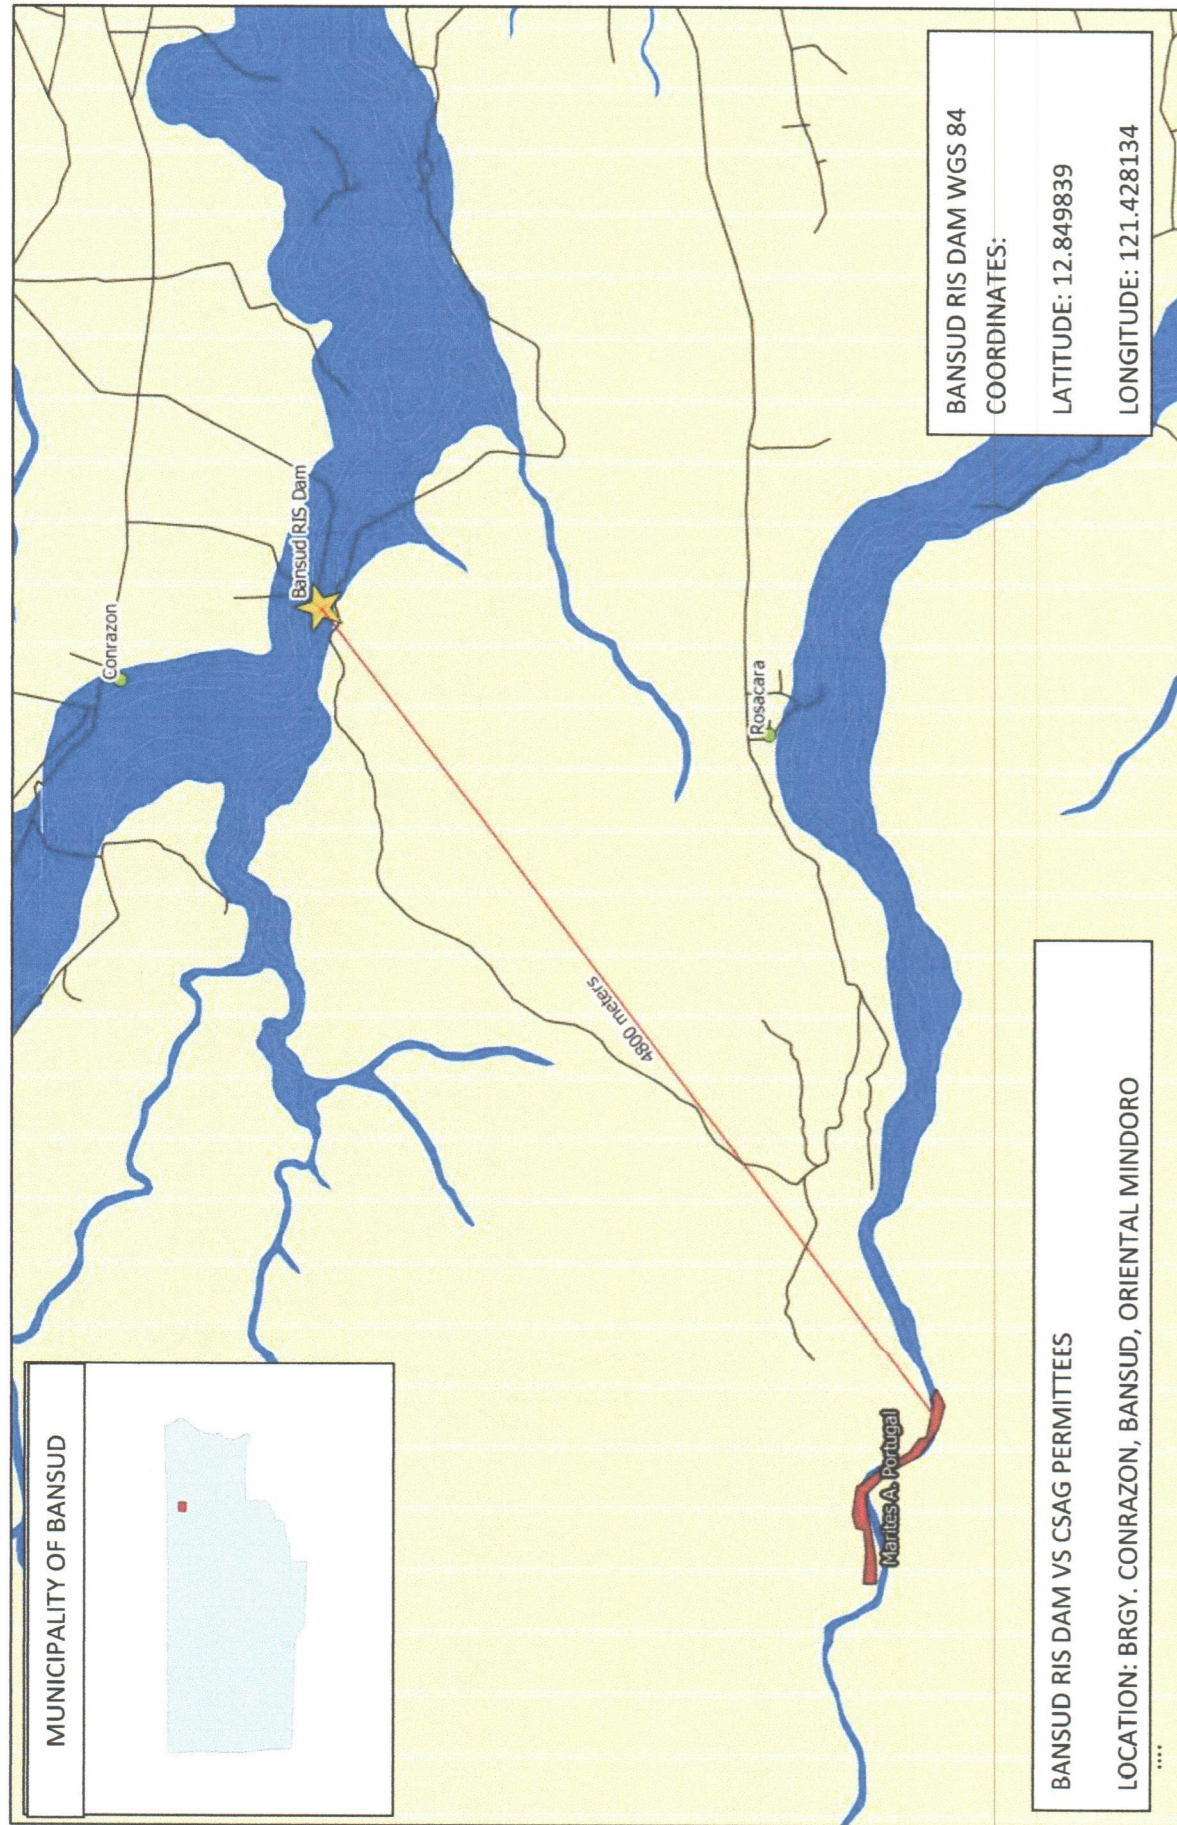 MUNICIPALITY OF BANSUD
Conrazon
Bansud RIS Dam
4800 meters
Rosacara
Marites A. Portugal
BANSUD RIS DAM VS CSAG PERMITTEES
LOCATION: BRGY. CONRAZON, BANSUD, ORIENTAL MINDORO
....
BANSUD RIS DAM WGS 84
COORDINATES:
LATITUDE: 12.849839
LONGITUDE: 121.428134